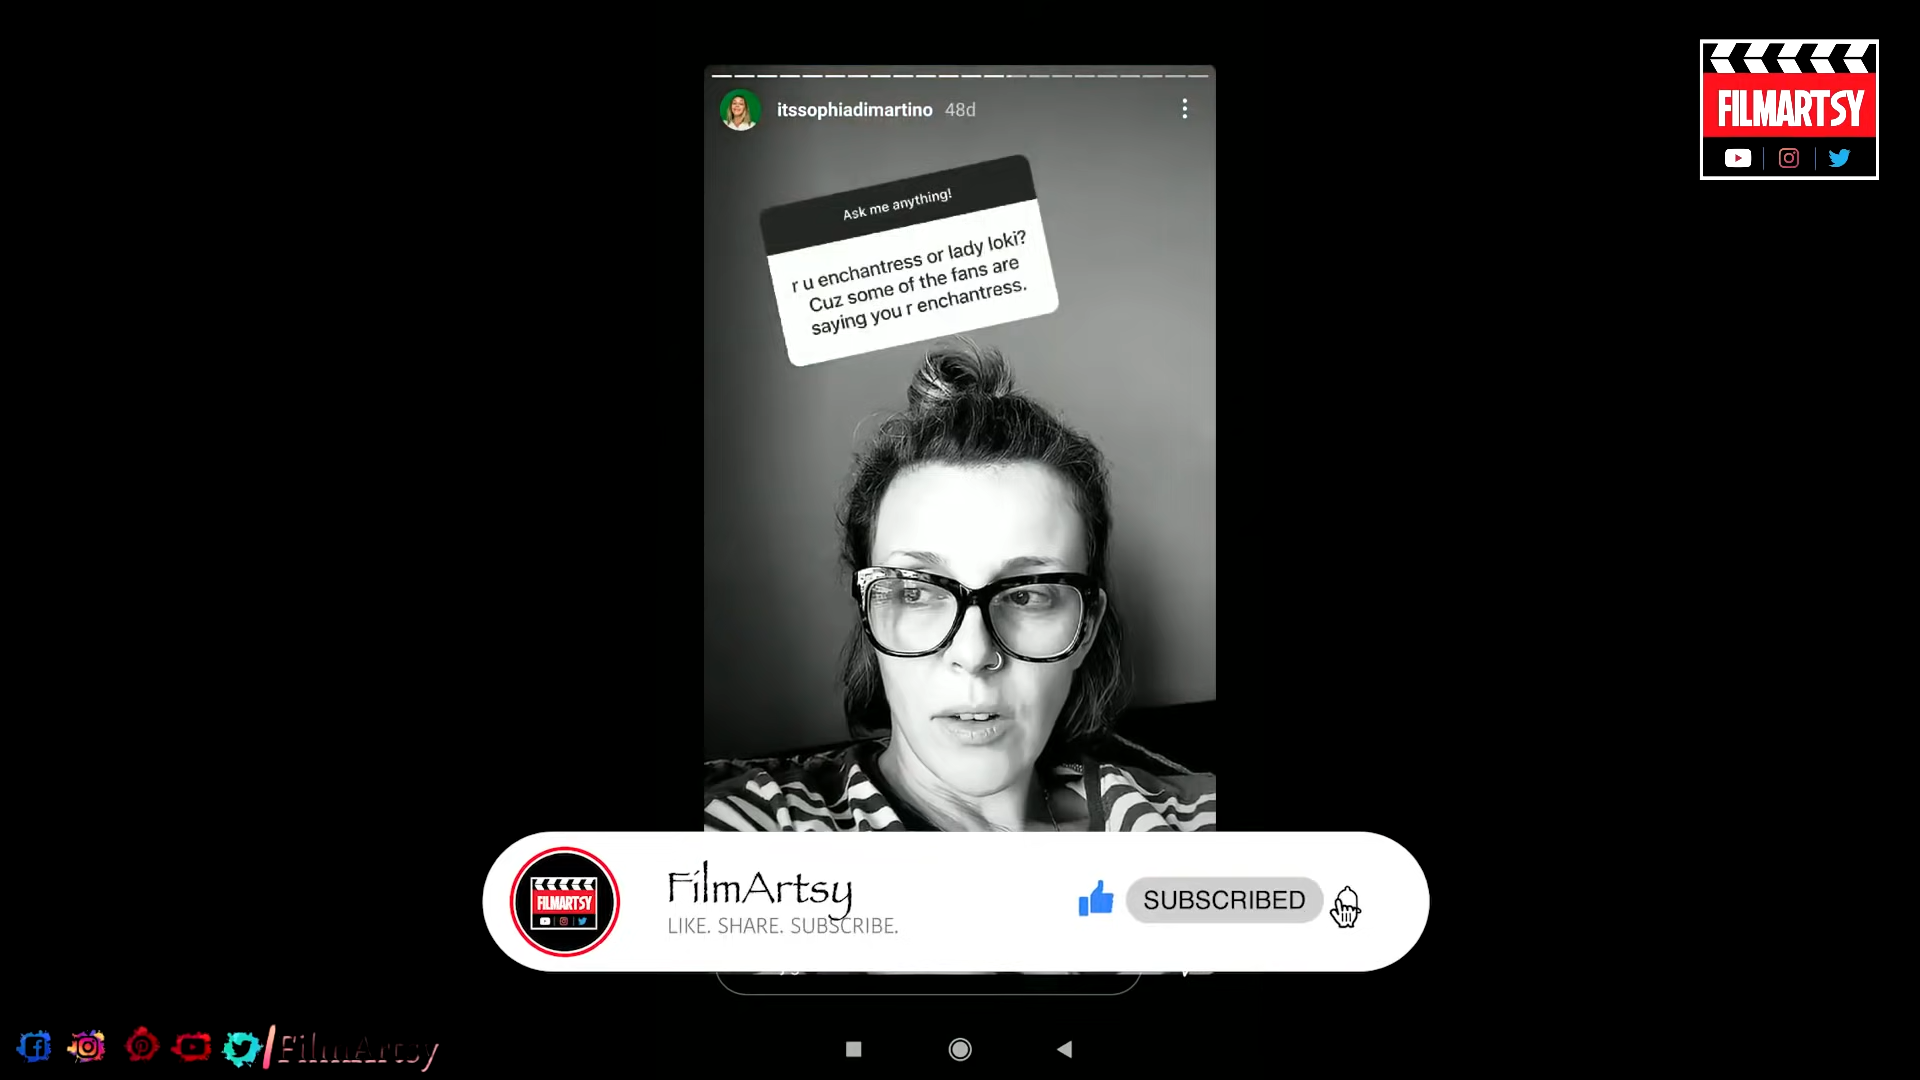 itssophiadimartino 48d
FILMARTSY
Ask me anything!
r u enchantress or lady loki?
Cuz some of the fans are
saying you r enchantress.
FilmArtsy
FILMARTSY
LIKE. SHARE. SUBSCRIBE.
SUBSCRIBED
/FilmArtsy